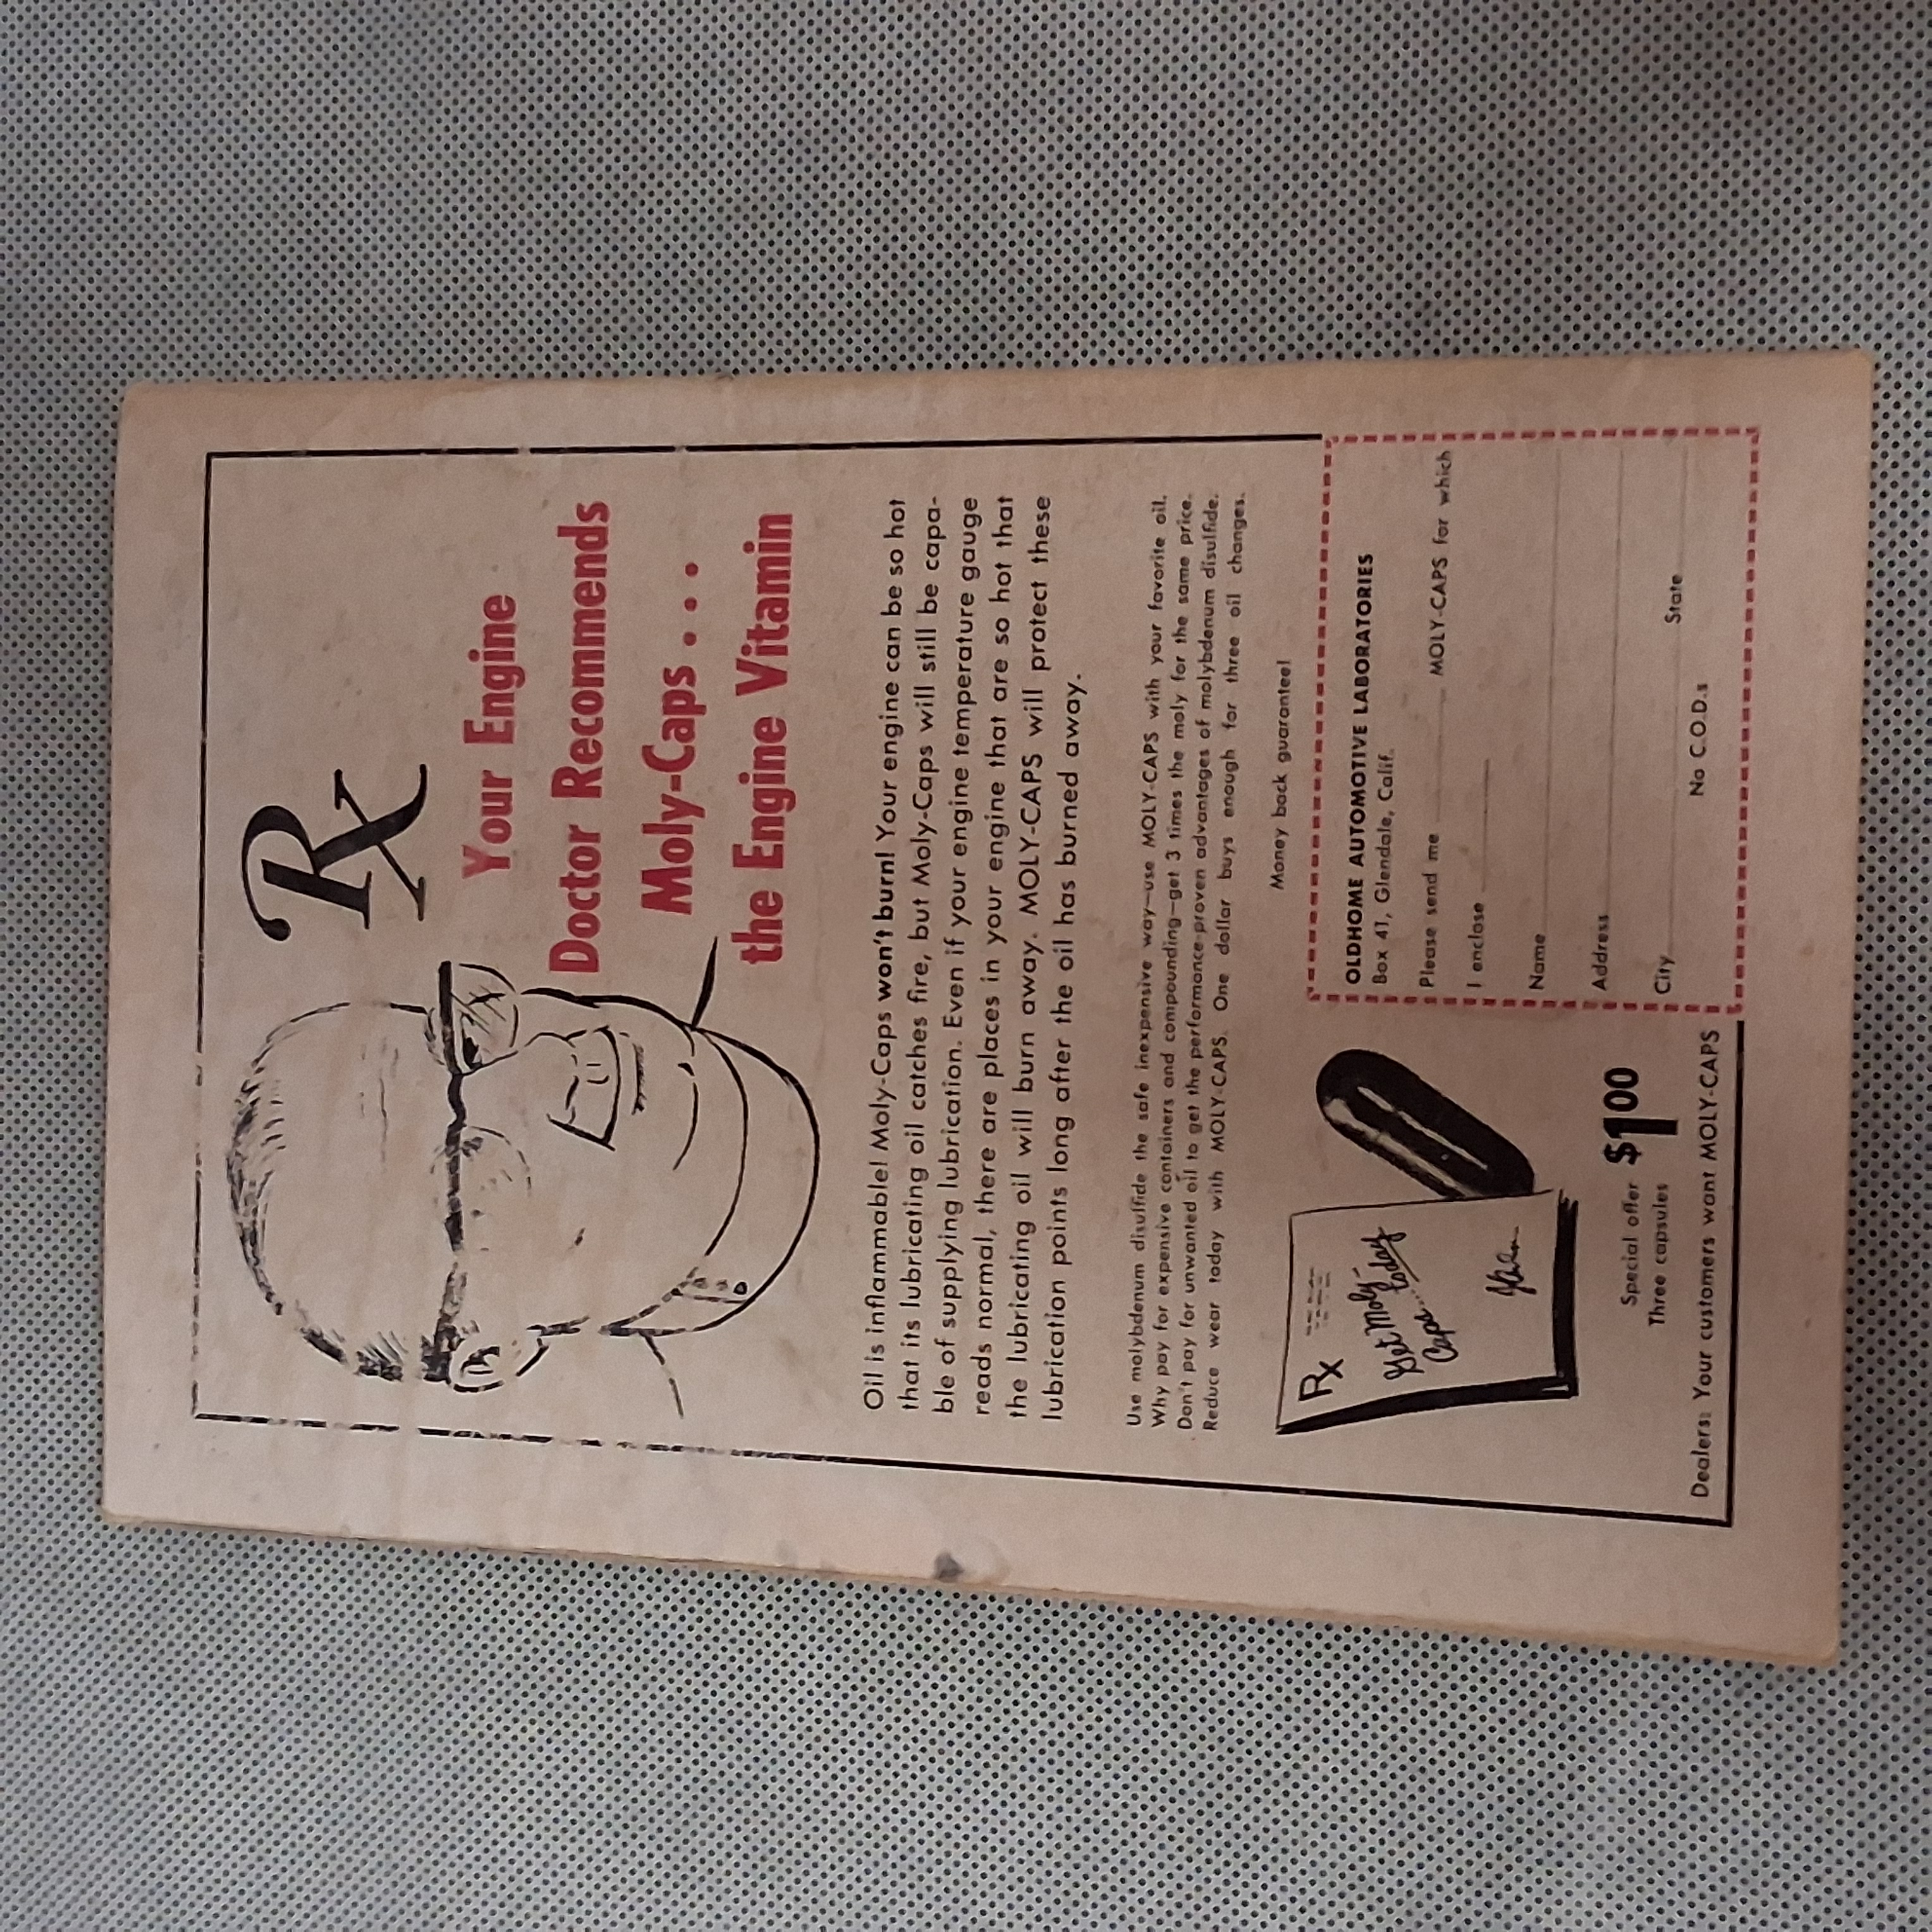 Rx
Your Engine
Doctor Recommends
Moly-Caps . . . .
the Engine Vitamin
Oil is inflammable! Moly-Caps won't burn! Your engine can be so hot
that its lubricating oil catches fire, but Moly-Caps will still be capa-
ble of supplying lubrication. Even if your engine temperature gauge
reads normal, there are places in your engine that are so hot that
the lubricating oil will burn away. MOLY-CAPS will protect these
lubrication points long after the oil has burned away.
Use molybdenum disulfide the safe inexpensive way—use MOLY-CAPS with your favorite oil.
Why pay for expensive containers and compounding—get 3 times the moly for the same price.
Don't pay for unwanted oil to get the performance-proven advantages of molybdenum disulfide.
Reduce wear today with MOLY-CAPS. One dollar buys enough for three oil changes.
Money back guarantee!
Rx
Get Moly-
Caps... today
Special offer $1.00
Three capsules
Dealers: Your customers want MOLY-CAPS
OLDHOME AUTOMOTIVE LABORATORIES
Box 41, Glendale, Calif.
Please send me MOLY-CAPS for which
I enclose
Name
Address
City State
No C.O.D.s